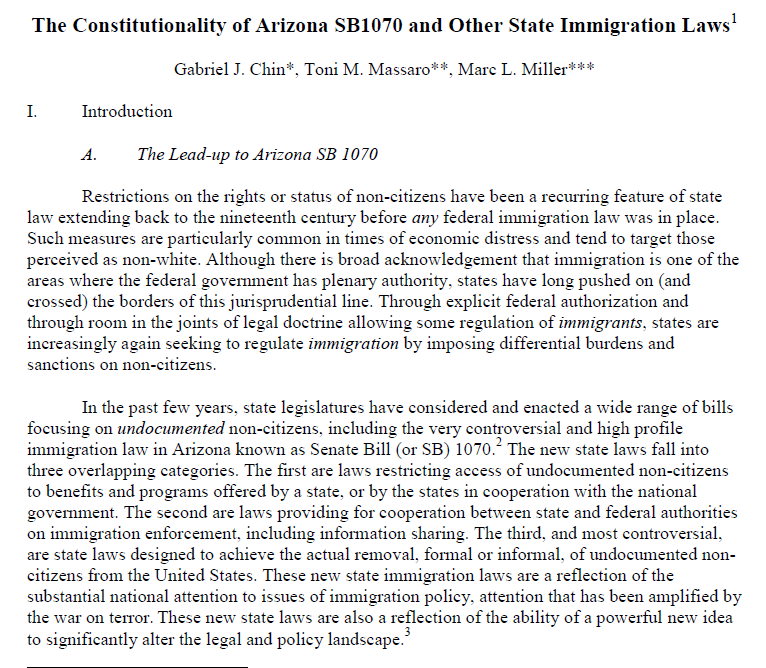 The Constitutionality of Arizona SB1070 and Other State Immigration Laws1
Gabriel J. Chin*, Toni M. Massaro**, Marc L. Miller***
I. Introduction
A. The Lead-up to Arizona SB 1070
Restrictions on the rights or status of non-citizens have been a recurring feature of state
law extending back to the nineteenth century before any federal immigration law was in place.
Such measures are particularly common in times of economic distress and tend to target those
perceived as non-white. Although there is broad acknowledgement that immigration is one of the
areas where the federal government has plenary authority, states have long pushed on (and
crossed) the borders of this jurisprudential line. Through explicit federal authorization and
through room in the joints of legal doctrine allowing some regulation of immigrants, states are
increasingly again seeking to regulate immigration by imposing differential burdens and
sanctions on non-citizens.
In the past few years, state legislatures have considered and enacted a wide range of bills
focusing on undocumented non-citizens, including the very controversial and high profile
immigration law in Arizona known as Senate Bill (or SB) 1070.2 The new state laws fall into
three overlapping categories. The first are laws restricting access of undocumented non-citizens
to benefits and programs offered by a state, or by the states in cooperation with the national
government. The second are laws providing for cooperation between state and federal authorities
on immigration enforcement, including information sharing. The third, and most controversial,
are state laws designed to achieve the actual removal, formal or informal, of undocumented non-
citizens from the United States. These new state immigration laws are a reflection of the
substantial national attention to issues of immigration policy, attention that has been amplified by
the war on terror. These new state laws are also a reflection of the ability of a powerful new idea
to significantly alter the legal and policy landscape.3